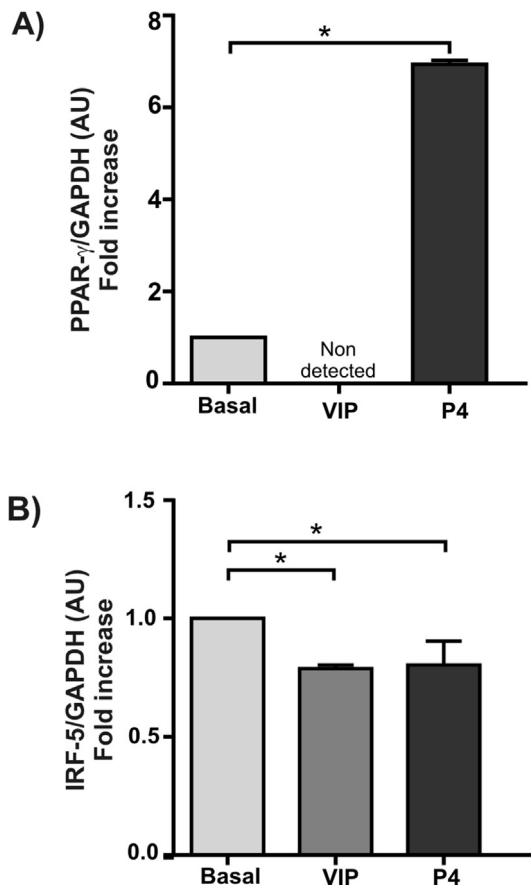 A)
PPAR-γ/GAPDH (AU)
Fold increase
8
6
4
2
0
*
Non
detected
Basal
VIP
P4
B)
IRF-5/GAPDH (AU)
Fold increase
1.5
1.0
0.5
0.0
*
*
Basal
VIP
P4